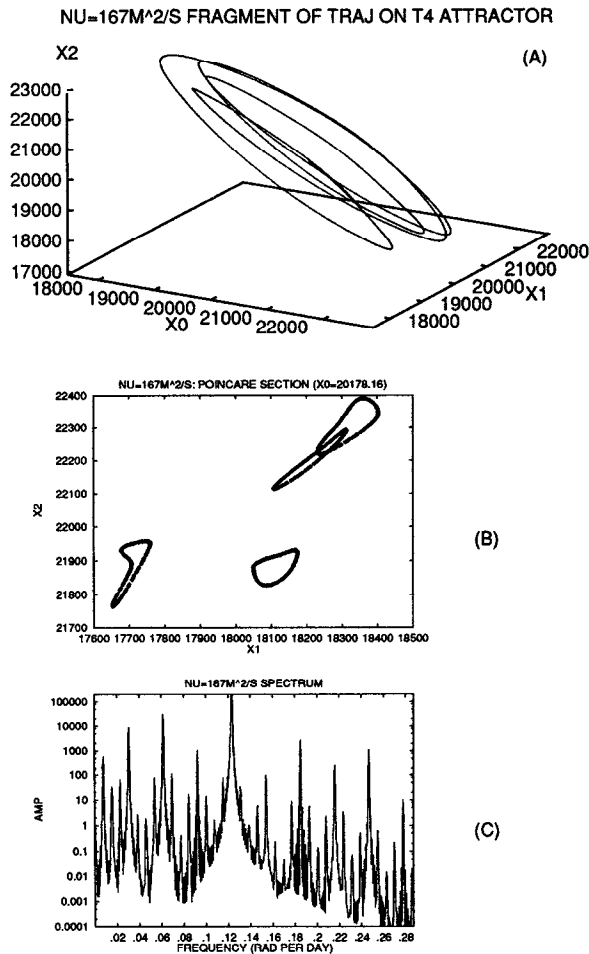 NU=167M^2/S FRAGMENT OF TRAJ ON T4 ATTRACTOR
X2
(A)
23000
22000
21000
20000
19000
18000
17000
18000
19000
X0
20000
21000
22000
18000
19000
20000
X1
21000
22000
NU=167M^2/S: POINCARE SECTION (X0=20178.16)
22400
22300
22200
22100
22000
21900
21800
21700
X2
(B)
17600 17700 17800 17900 18000 18100 18200 18300 18400 18500
X1
NU=167M^2/S SPECTRUM
100000
10000
1000
100
10
1
0.1
0.01
0.001
0.0001
AMP
(C)
.02 .04 .06 .08 .1 .12 .14 .16 .18 .20 .22 .24 .26 .28
FREQUENCY (RAD PER DAY)